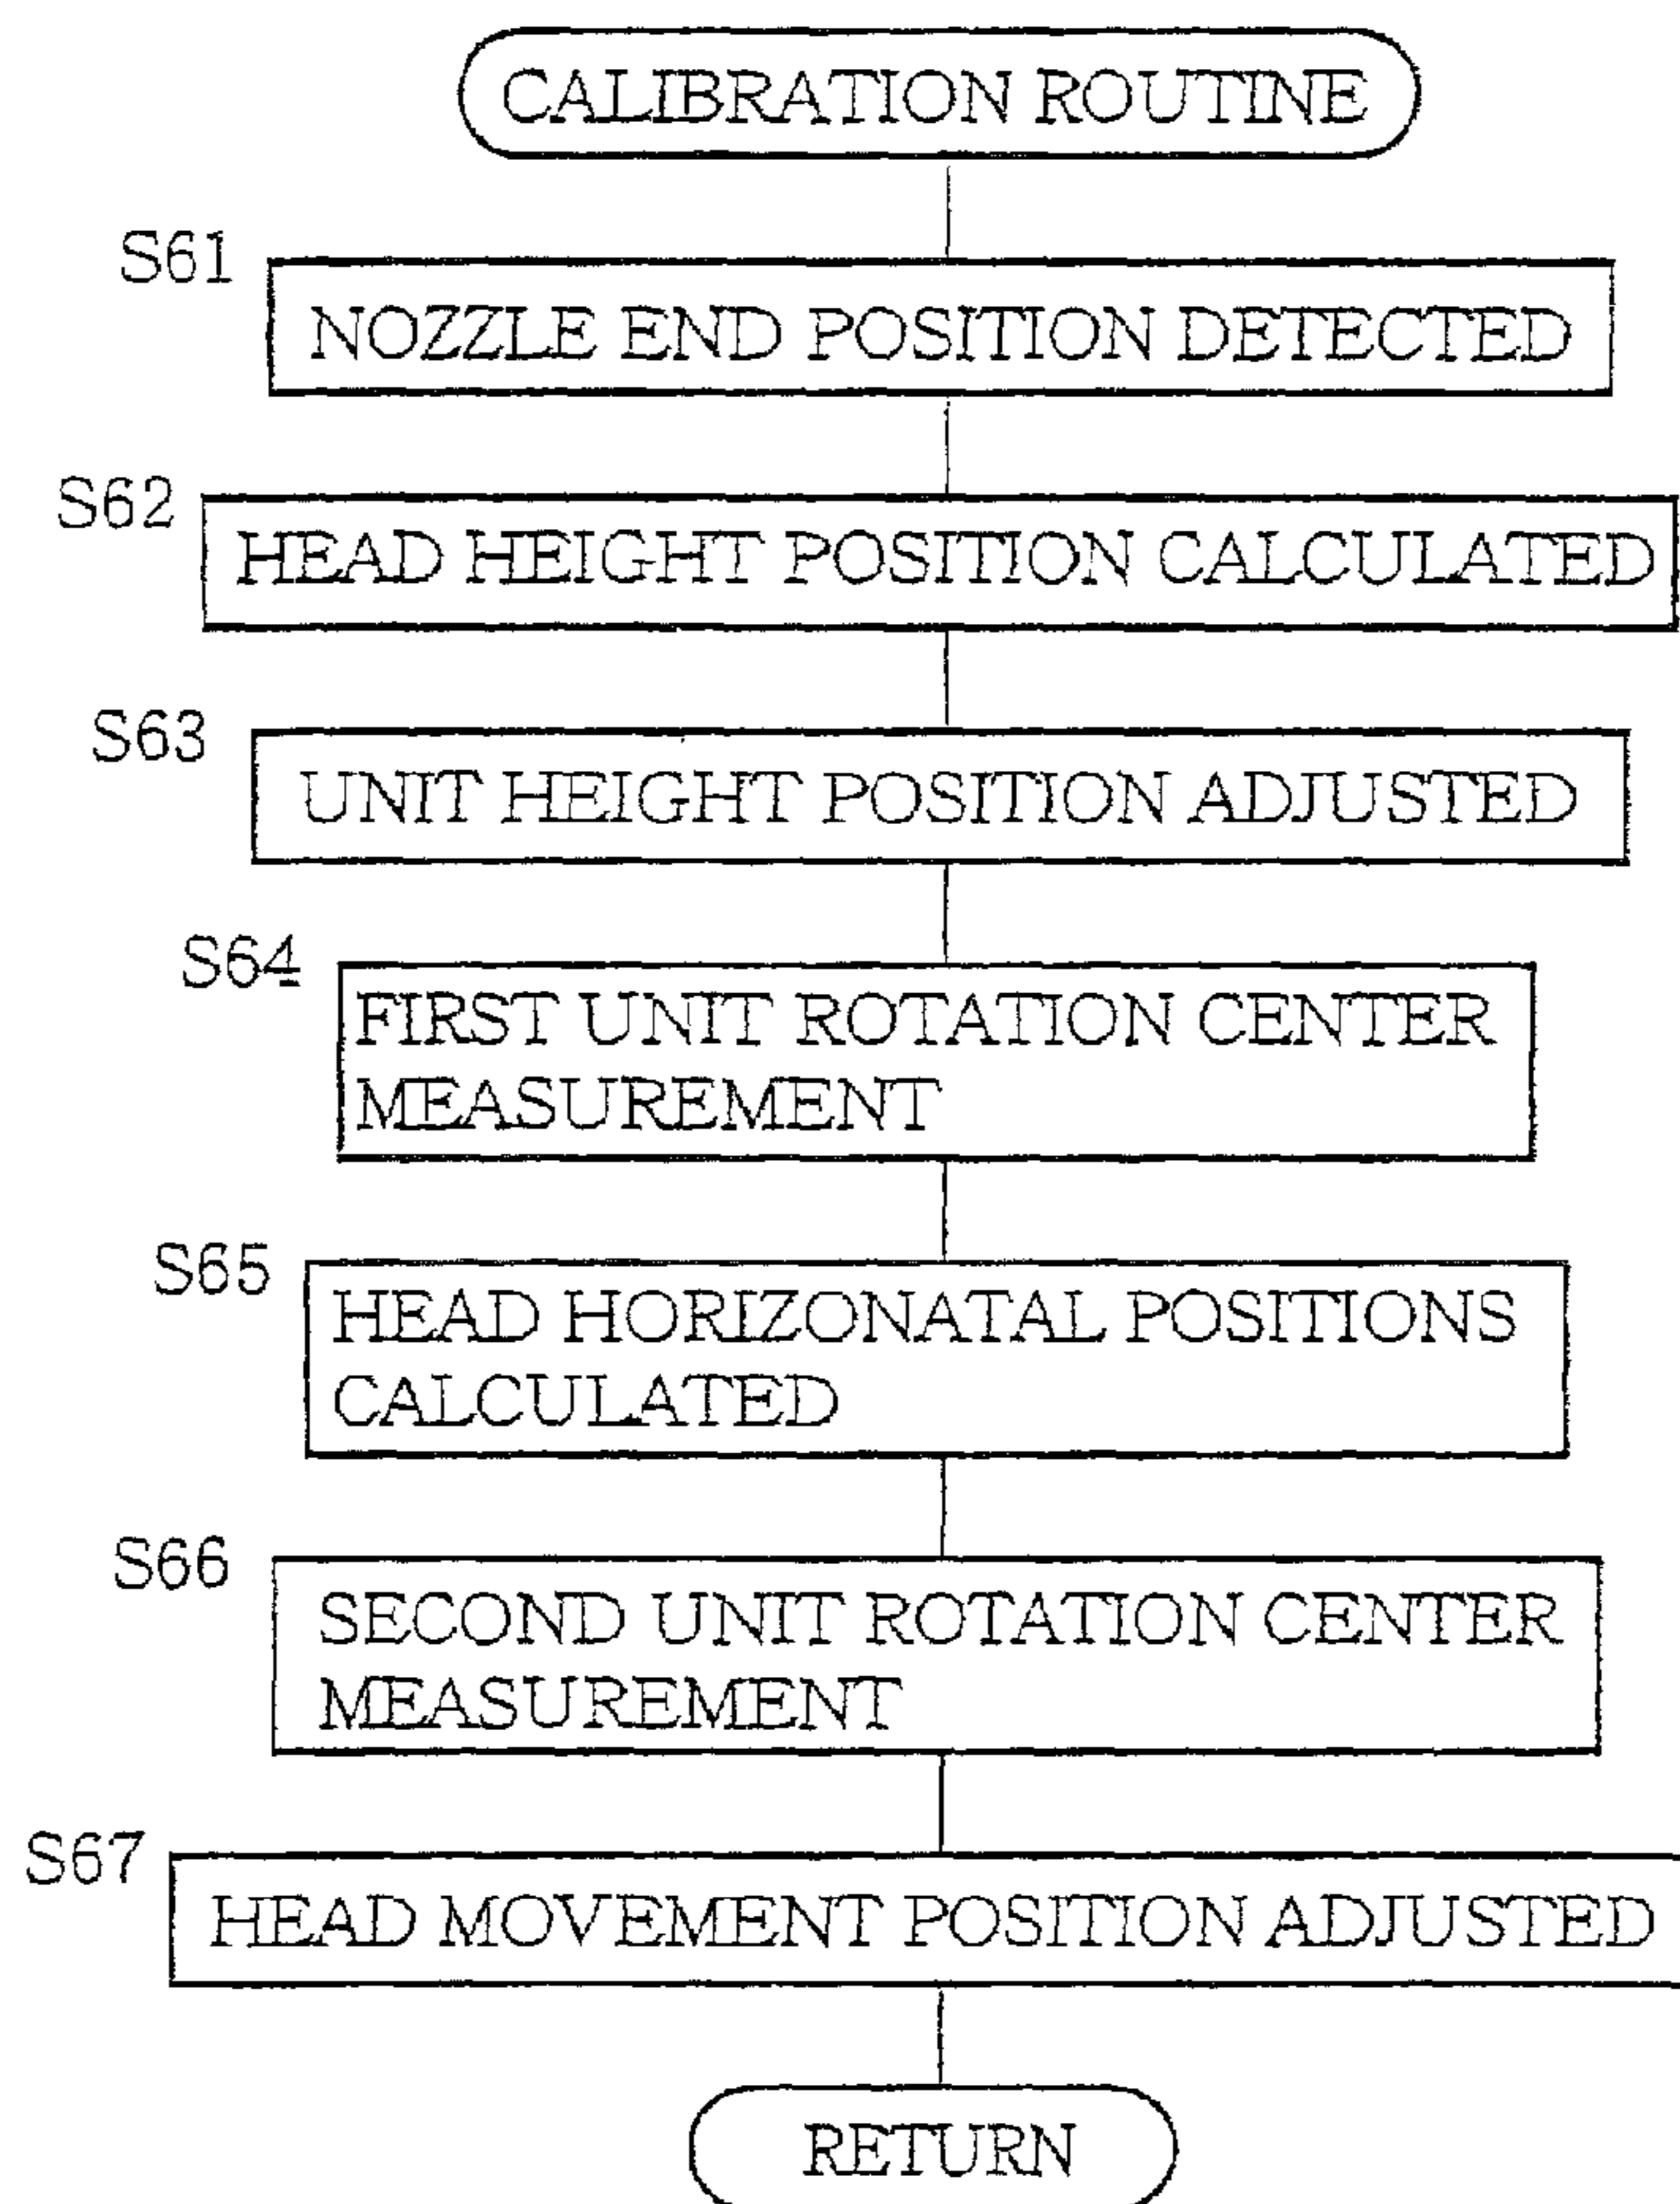 CALIBRATION ROUTINE
S61
NOZZLE END POSITION DETECTED
S62
HEAD HEIGHT POSITION CALCULATED
S63
UNIT HEIGHT POSITION ADJUSTED
S64
FIRST UNIT ROTATION CENTER
MEASUREMENT
S65
HEAD HORIZONATAL POSITIONS
CALCULATED
S66
SECOND UNIT ROTATION CENTER
MEASUREMENT
S67
HEAD MOVEMENT POSITION ADJUSTED
RETURN